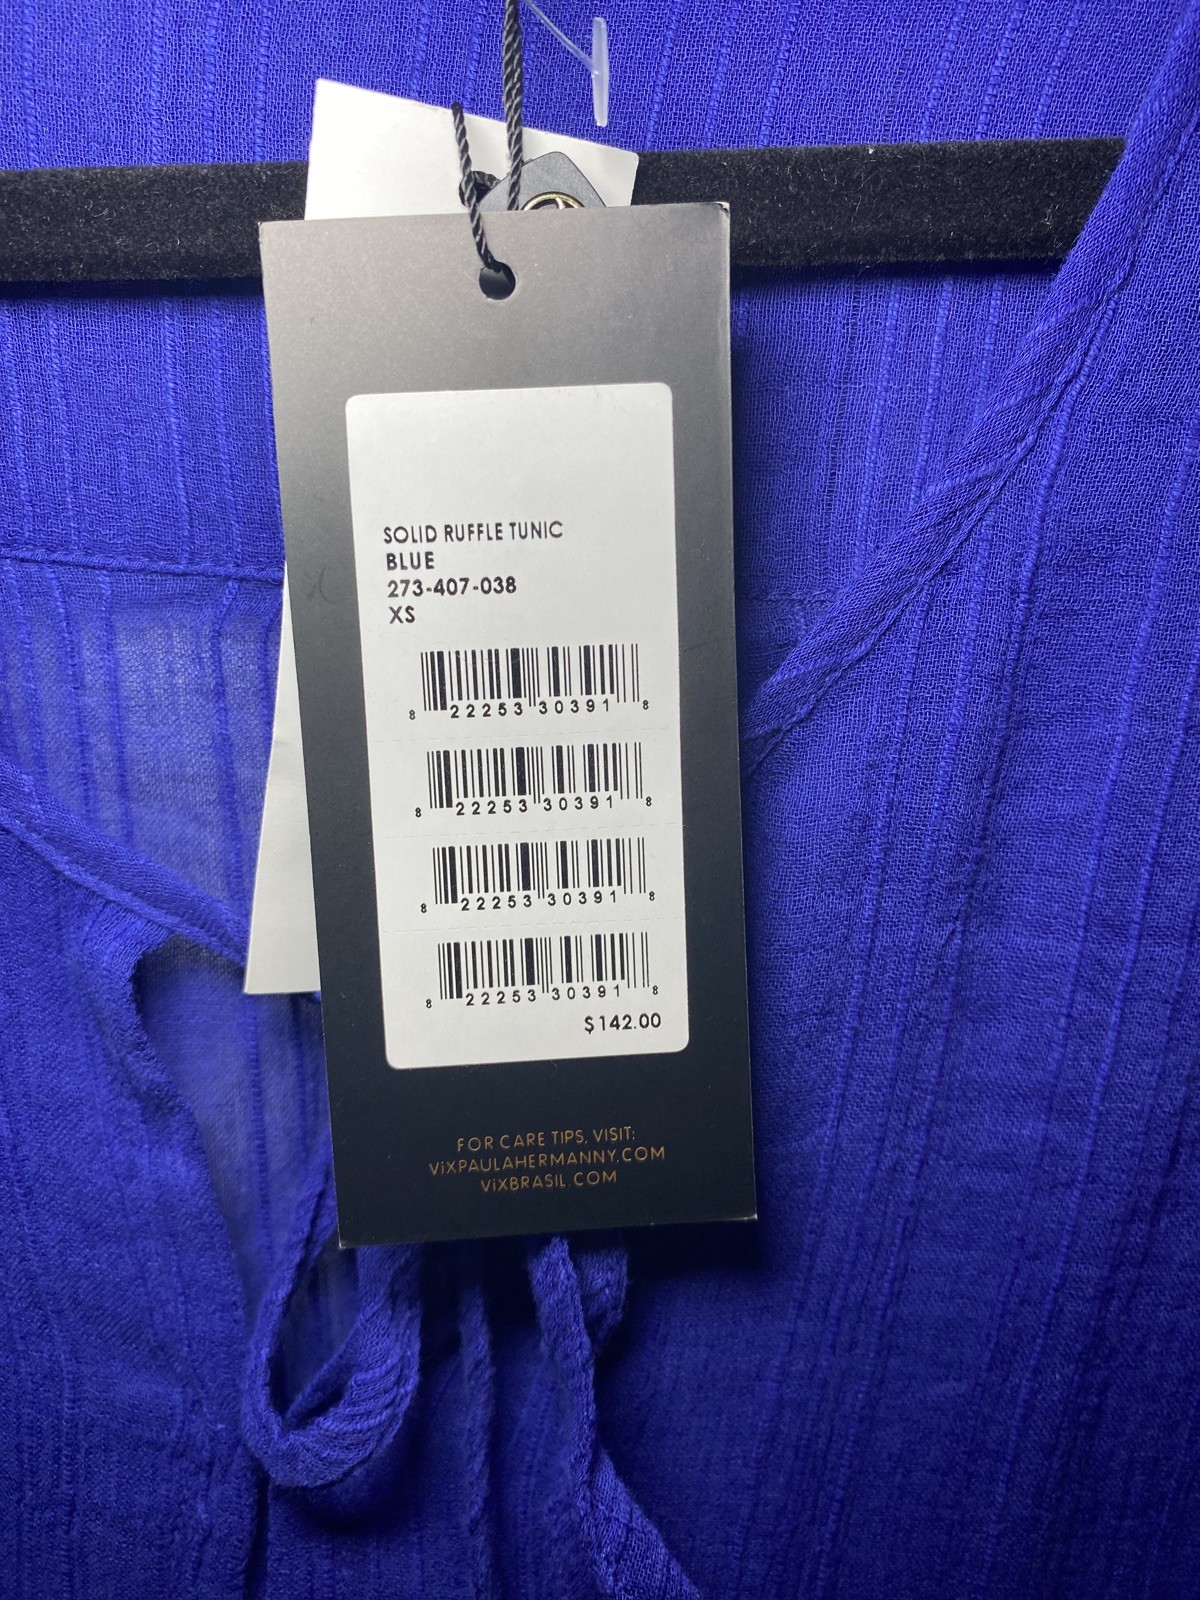 SOLID RUFFLE TUNIC
BLUE
273-407-038
XS
8 22253 30391 8
8 22253 30391 8
8 22253 30391 8
8 22253 30391 8
$142.00
FOR CARE TIPS, VISIT:
ViXPAULAHERMANNY.COM
ViXBRASIL.COM